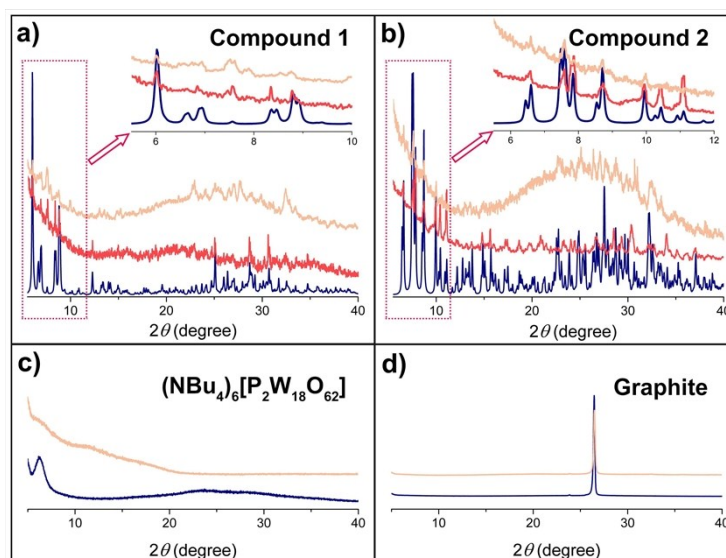 a) Compound 1
6 8 10
10 20 30 40
2θ (degree)
b) Compound 2
6 8 10 12
10 20 30 40
2θ (degree)
c) (NBu₄)₆[P₂W₁₈O₆₂]
10 20 30 40
2θ (degree)
d) Graphite
10 20 30 40
2θ (degree)